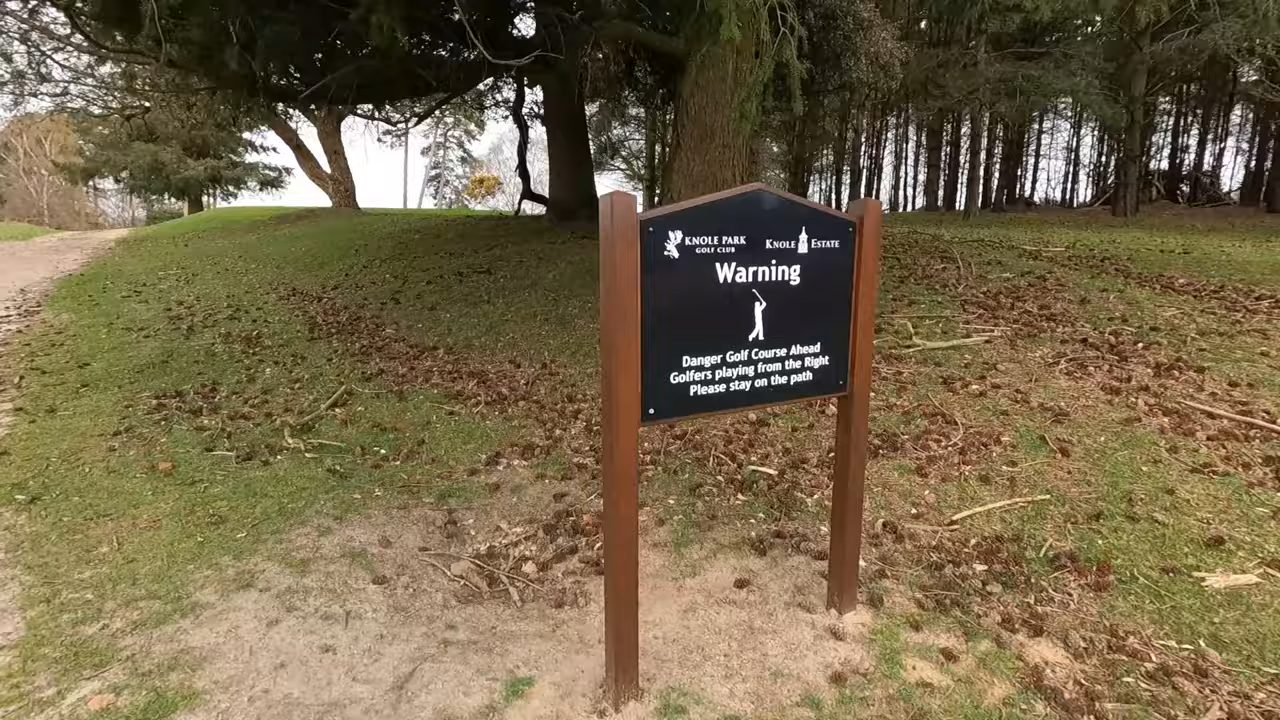 KNOLE PARK
GOLF CLUB
KNOLE ESTATE
Warning
Danger Golf Course Ahead
Golfers playing from the Right
Please stay on the path